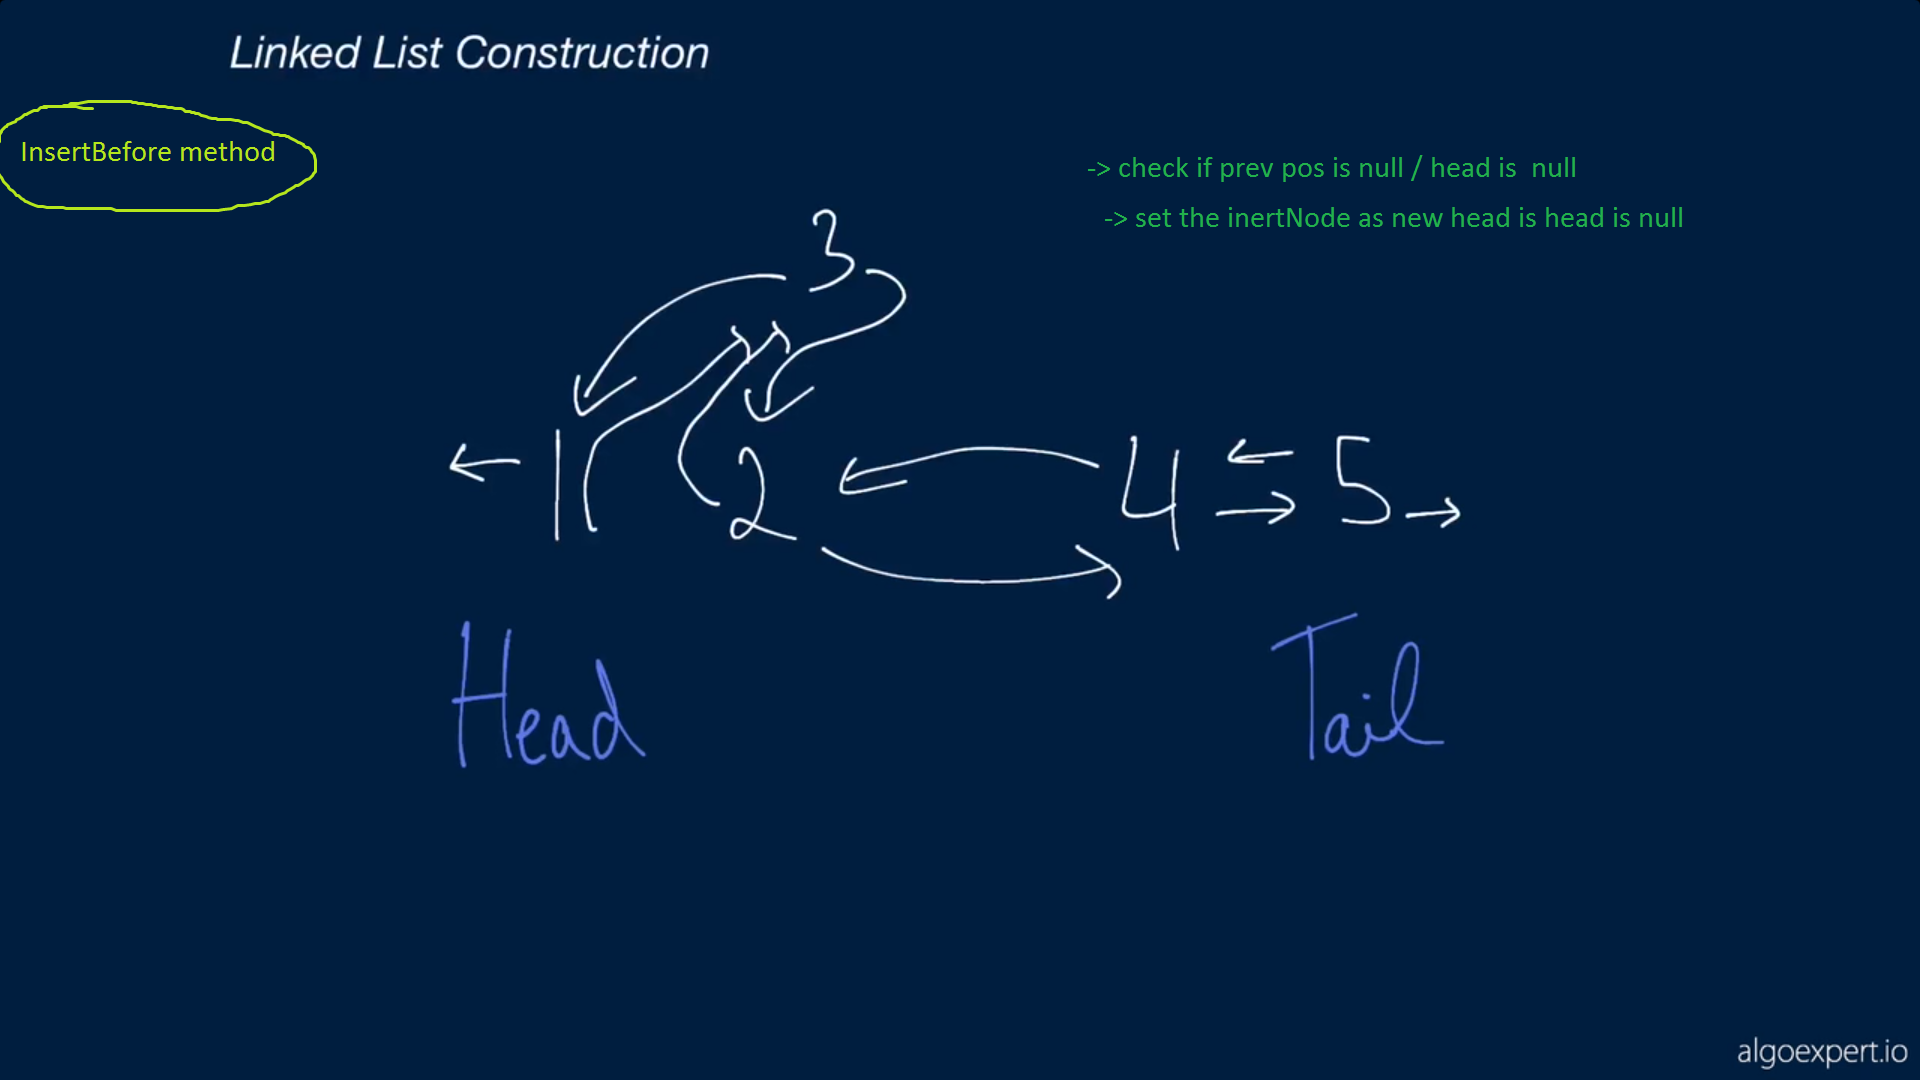 Linked List Construction
InsertBefore method
-> check if prev pos is null / head is  null
-> set the inertNode as new head is head is null
3
1 2 4 5
Head Tail
algoexpert.io